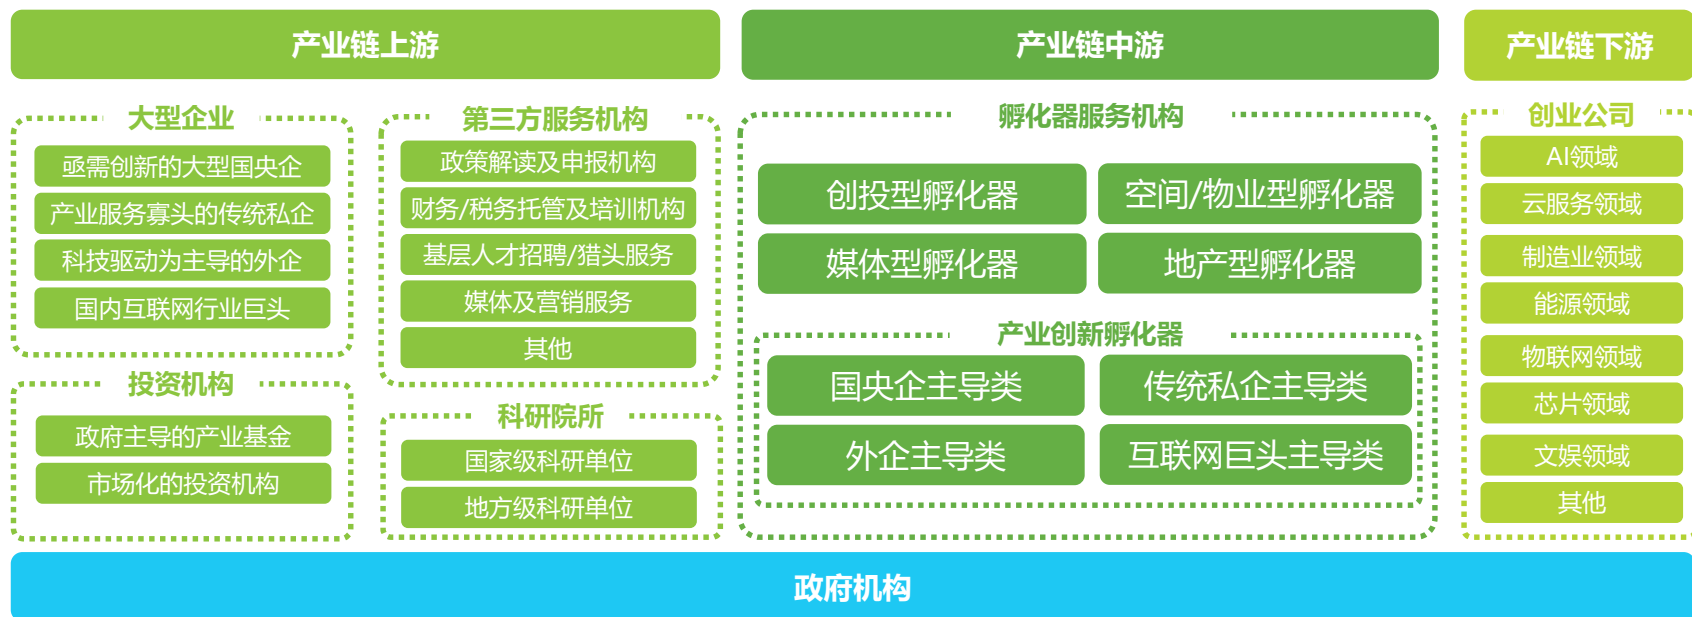 产业链上游
大型企业
亟需创新的大型国央企
产业服务寡头的传统私企
科技驱动为主导的外企
国内互联网行业巨头
投资机构
政府主导的产业基金
市场化的投资机构
第三方服务机构
政策解读及申报机构
财务/税务托管及培训机构
基层人才招聘/猎头服务
媒体及营销服务
其他
科研院所
国家级科研单位
地方级科研单位
产业链中游
孵化器服务机构
创投型孵化器
空间/物业型孵化器
媒体型孵化器
地产型孵化器
产业创新孵化器
国央企主导类
传统私企主导类
外企主导类
互联网巨头主导类
产业链下游
创业公司
AI领域
云服务领域
制造业领域
能源领域
物联网领域
芯片领域
文娱领域
其他
政府机构